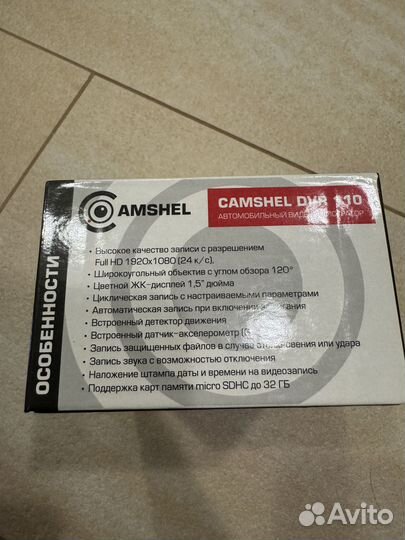 CAMSHEL
CAMSHEL DVR 110
АВТОМОБИЛЬНЫЙ
ОСОБЕННОСТИ
• Высокое качество записи с разрешением
Full HD 1920x1080 (24 к/с).
• Широкоугольный объектив с углом обзора 120°
• Цветной ЖК-дисплей 1,5" дюйма
• Циклическая запись с настраиваемыми параметрами
• Автоматическая запись при включении зажигания
• Встроенный детектор движения
• Встроенный датчик-акселерометр
• Запись защищенных файлов в случае столкновения или удара
• Запись звука с возможностью отключения
• Наложение штампа даты и времени на видеозапись
• Поддержка карт памяти micro SDHC до 32 ГБ
Avito